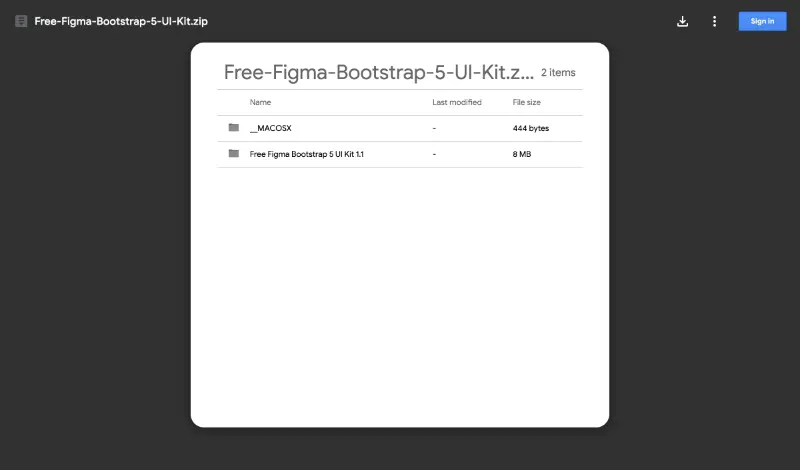 Free-Figma-Bootstrap-5-UI-Kit.zip
Sign in
Free-Figma-Bootstrap-5-UI-Kit.z... 2 items
Name Last modified File size
__MACOSX - 444 bytes
Free Figma Bootstrap 5 UI Kit 1.1 - 8 MB